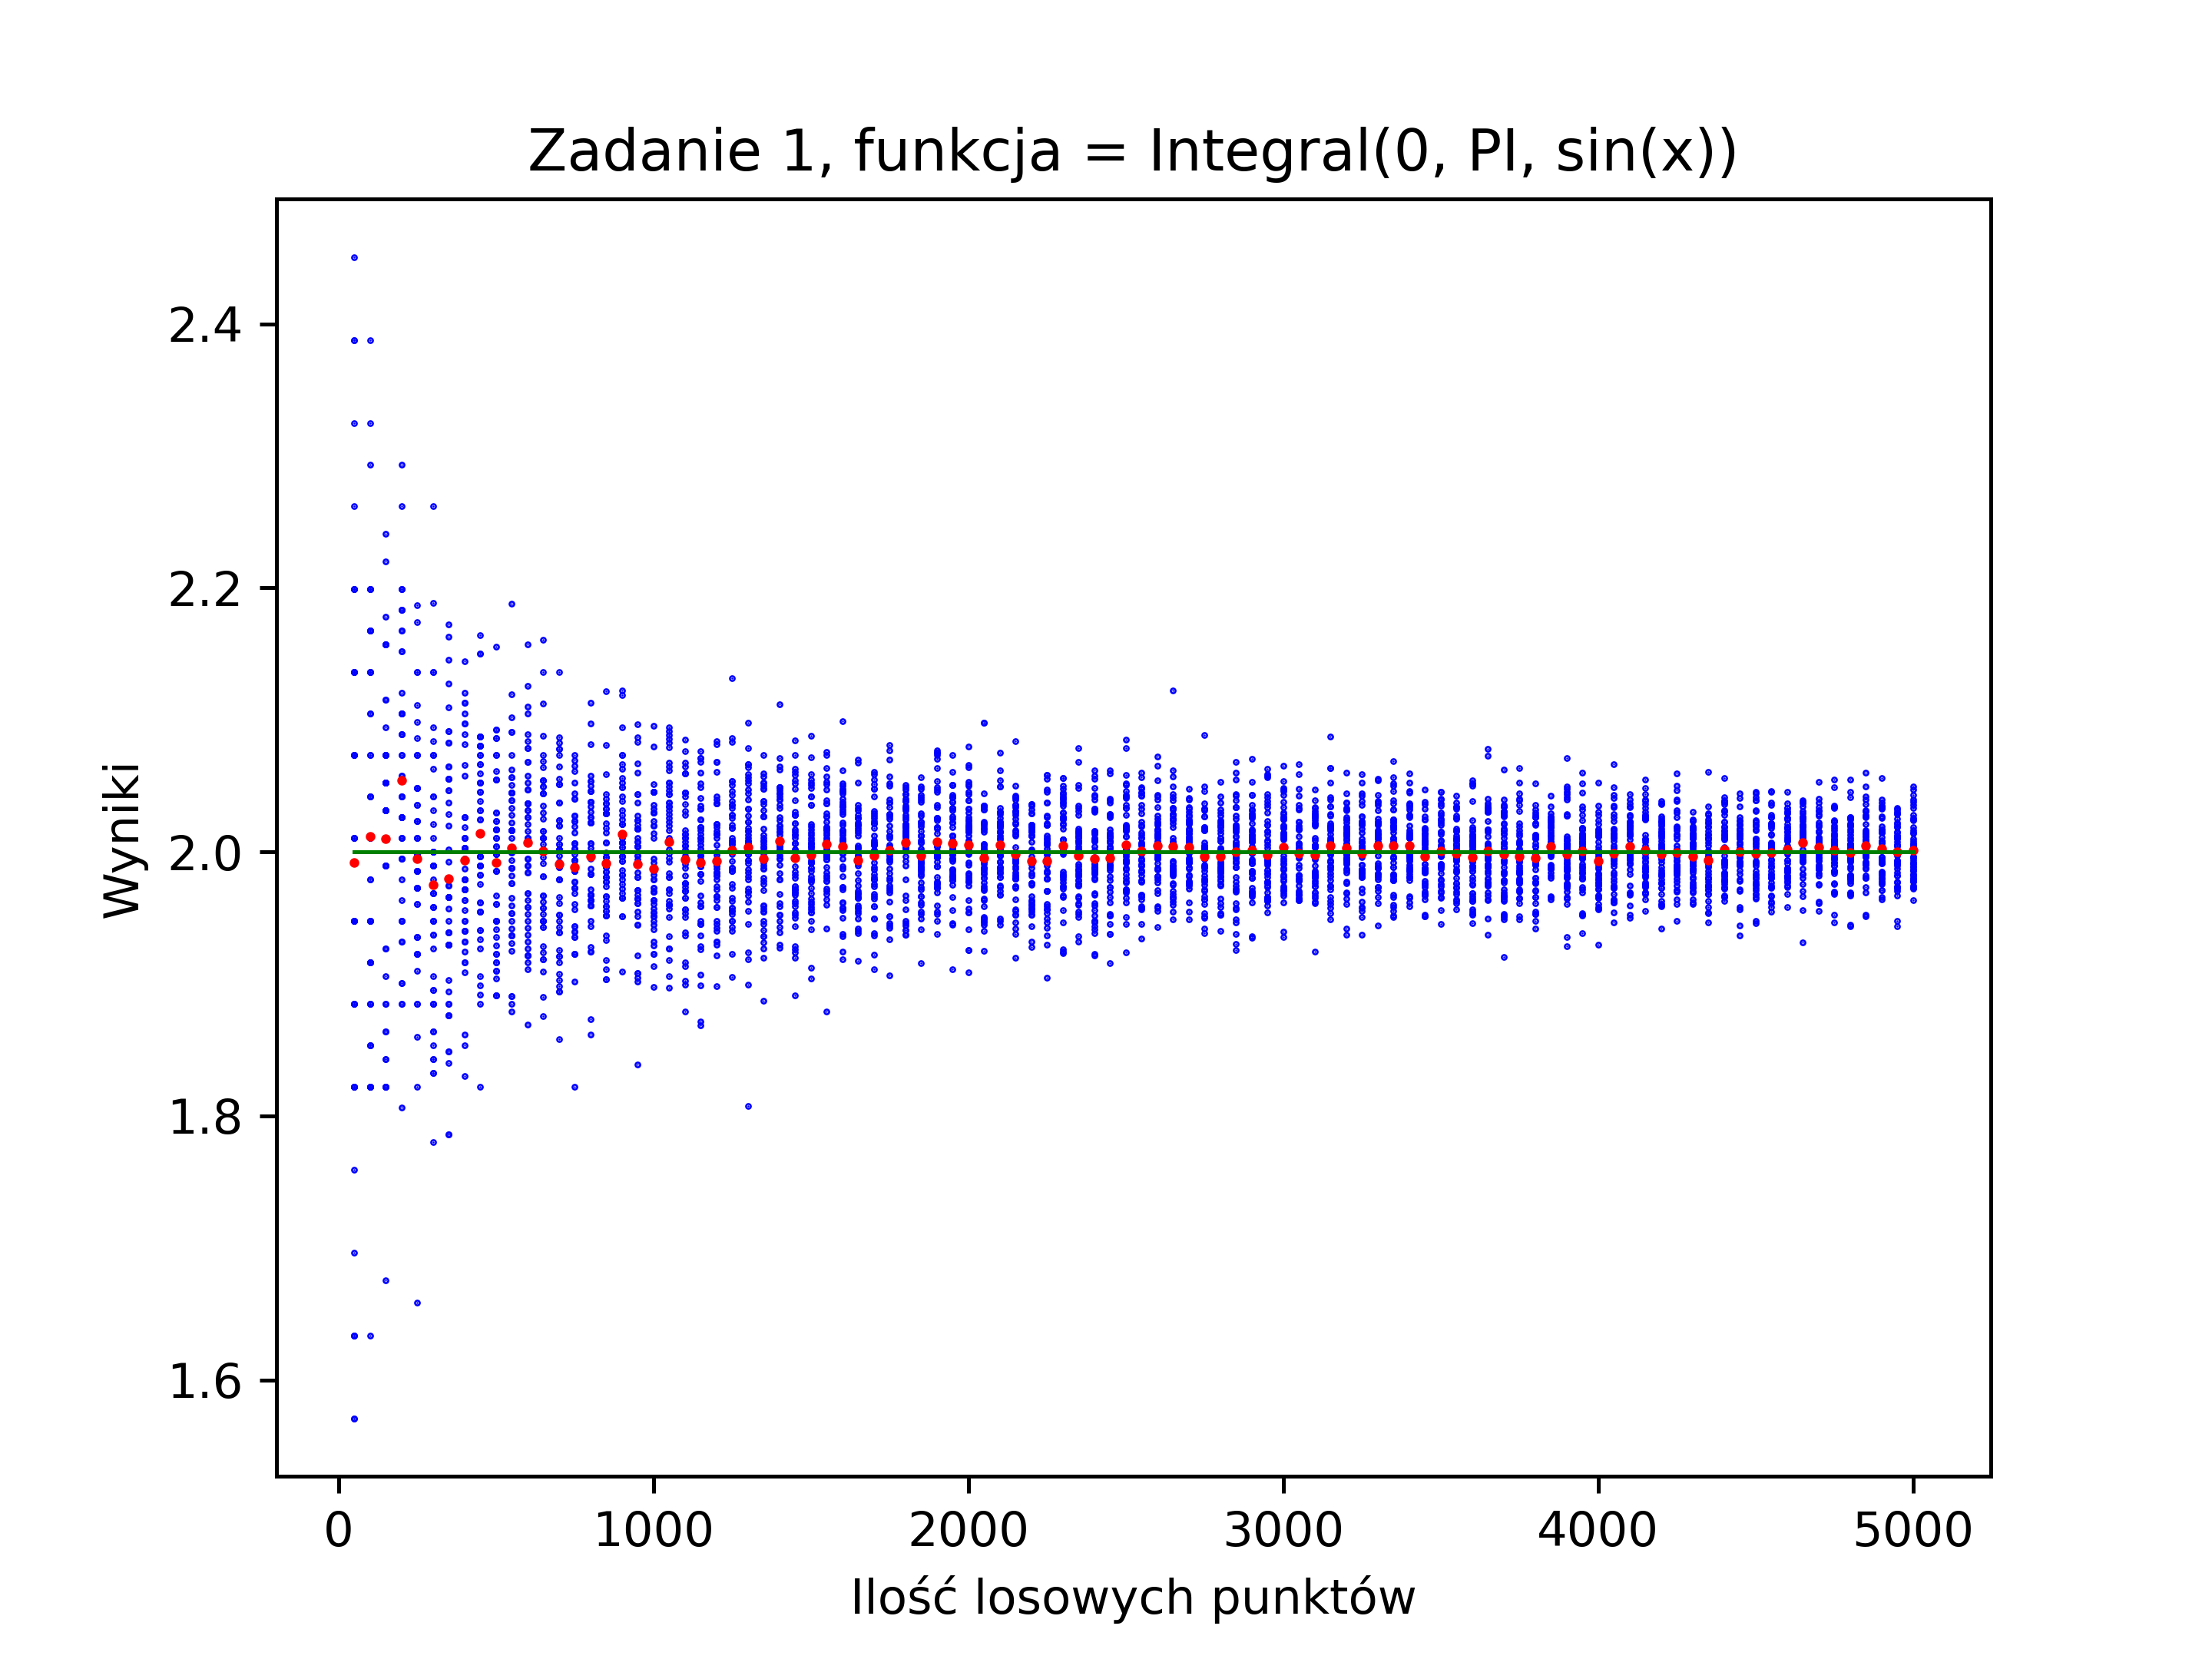 Zadanie 1, funkcja = Integral(0, PI, sin(x))
Wyniki
2.4
2.2
2.0
1.8
1.6
0 1000 2000 3000 4000 5000
Ilość losowych punktów